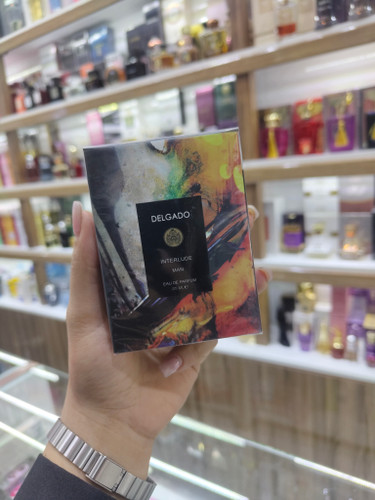 DELGADO
INTERLUDE
MAN
EAU DE PARFUM